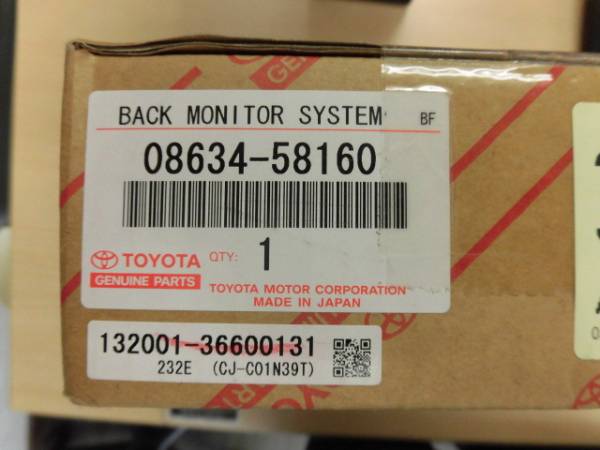 BACK MONITOR SYSTEM BF
08634-58160
TOYOTA QTY: 1
GENUINE PARTS
TOYOTA MOTOR CORPORATION
MADE IN JAPAN
132001-36600131
232E (CJ-C01N39T)